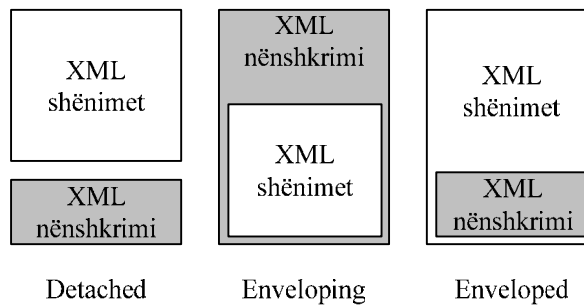 XML
shënimet
XML
nënshkrimi
Detached
XML
nënshkrimi
XML
shënimet
Enveloping
XML
shënimet
XML
nënshkrimi
Enveloped